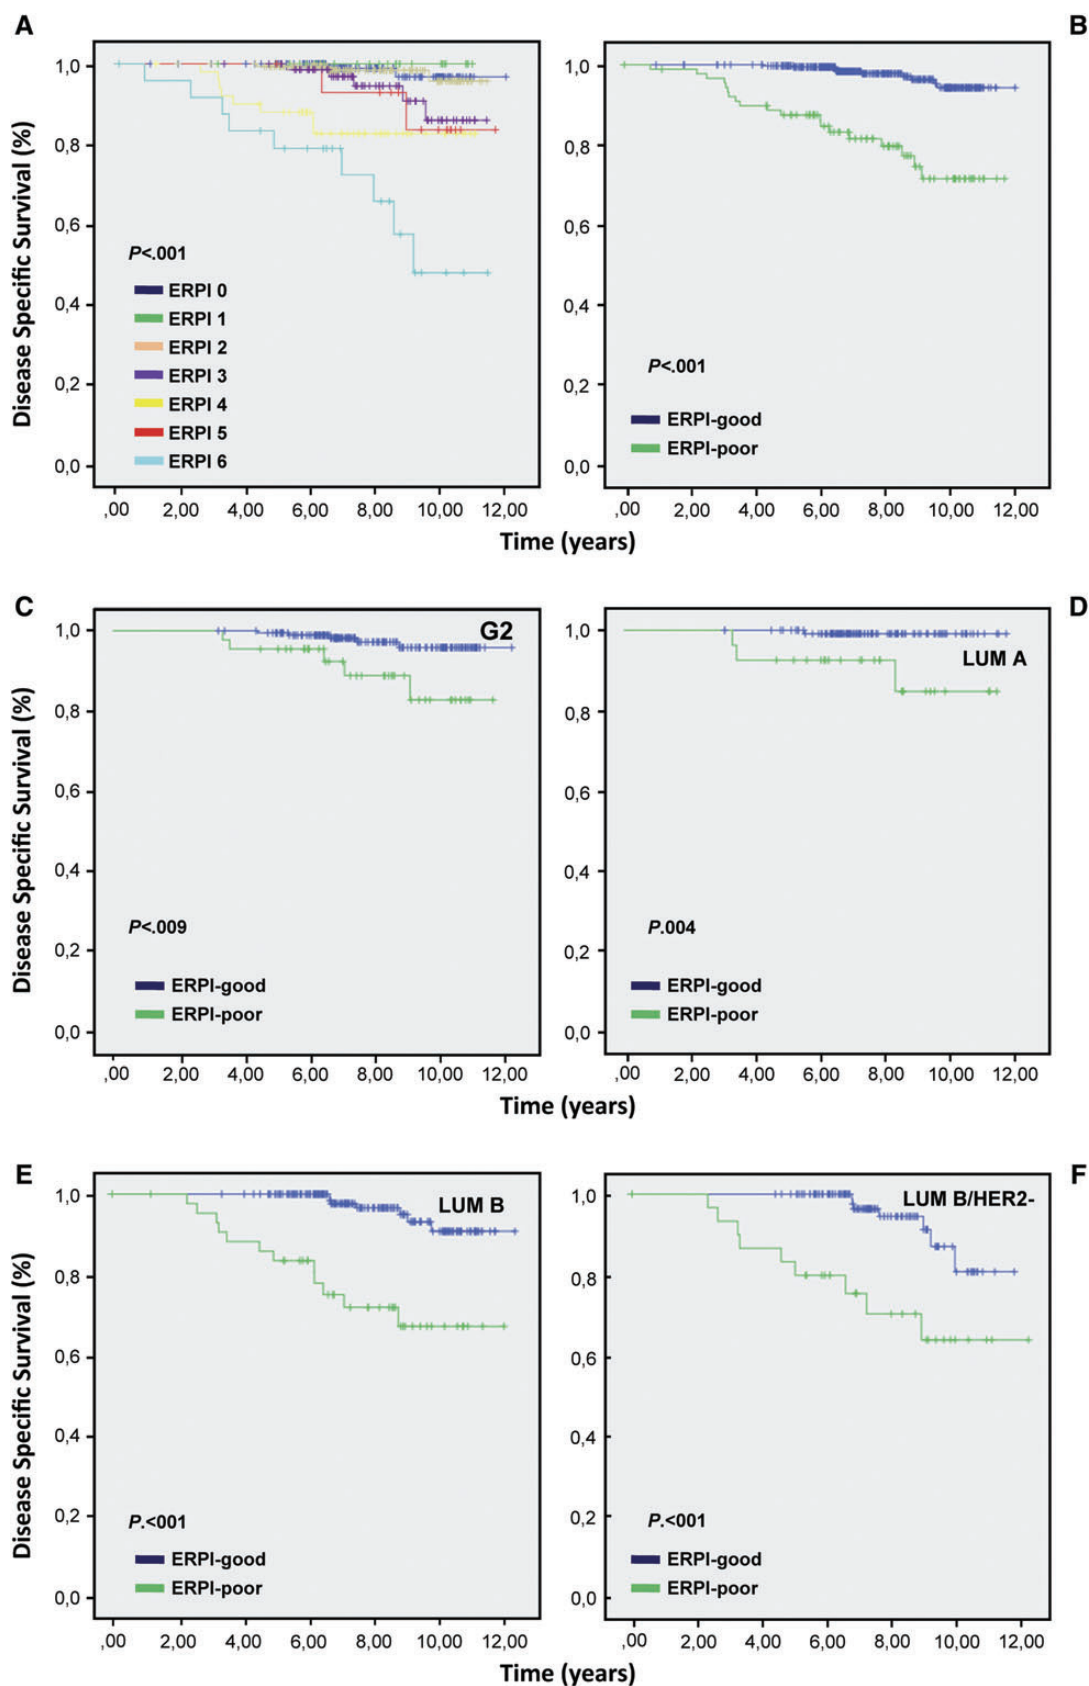 A
B
Disease Specific Survival (%)
1,0
0,8
0,6
0,4
0,2
0,0
P<.001
ERPI 0
ERPI 1
ERPI 2
ERPI 3
ERPI 4
ERPI 5
ERPI 6
,00 2,00 4,00 6,00 8,00 10,00 12,00
1,0
0,8
0,6
0,4
0,2
0,0
P<.001
ERPI-good
ERPI-poor
,00 2,00 4,00 6,00 8,00 10,00 12,00
Time (years)
C
D
Disease Specific Survival (%)
1,0
0,8
0,6
0,4
0,2
0,0
G2
P<.009
ERPI-good
ERPI-poor
,00 2,00 4,00 6,00 8,00 10,00 12,00
1,0
0,8
0,6
0,4
0,2
0,0
LUM A
P.004
ERPI-good
ERPI-poor
,00 2,00 4,00 6,00 8,00 10,00 12,00
Time (years)
E
F
Disease Specific Survival (%)
1,0
0,8
0,6
0,4
0,2
0,0
LUM B
P.<001
ERPI-good
ERPI-poor
,00 2,00 4,00 6,00 8,00 10,00 12,00
1,0
0,8
0,6
0,4
0,2
0,0
LUM B/HER2-
P.<001
ERPI-good
ERPI-poor
,00 2,00 4,00 6,00 8,00 10,00 12,00
Time (years)